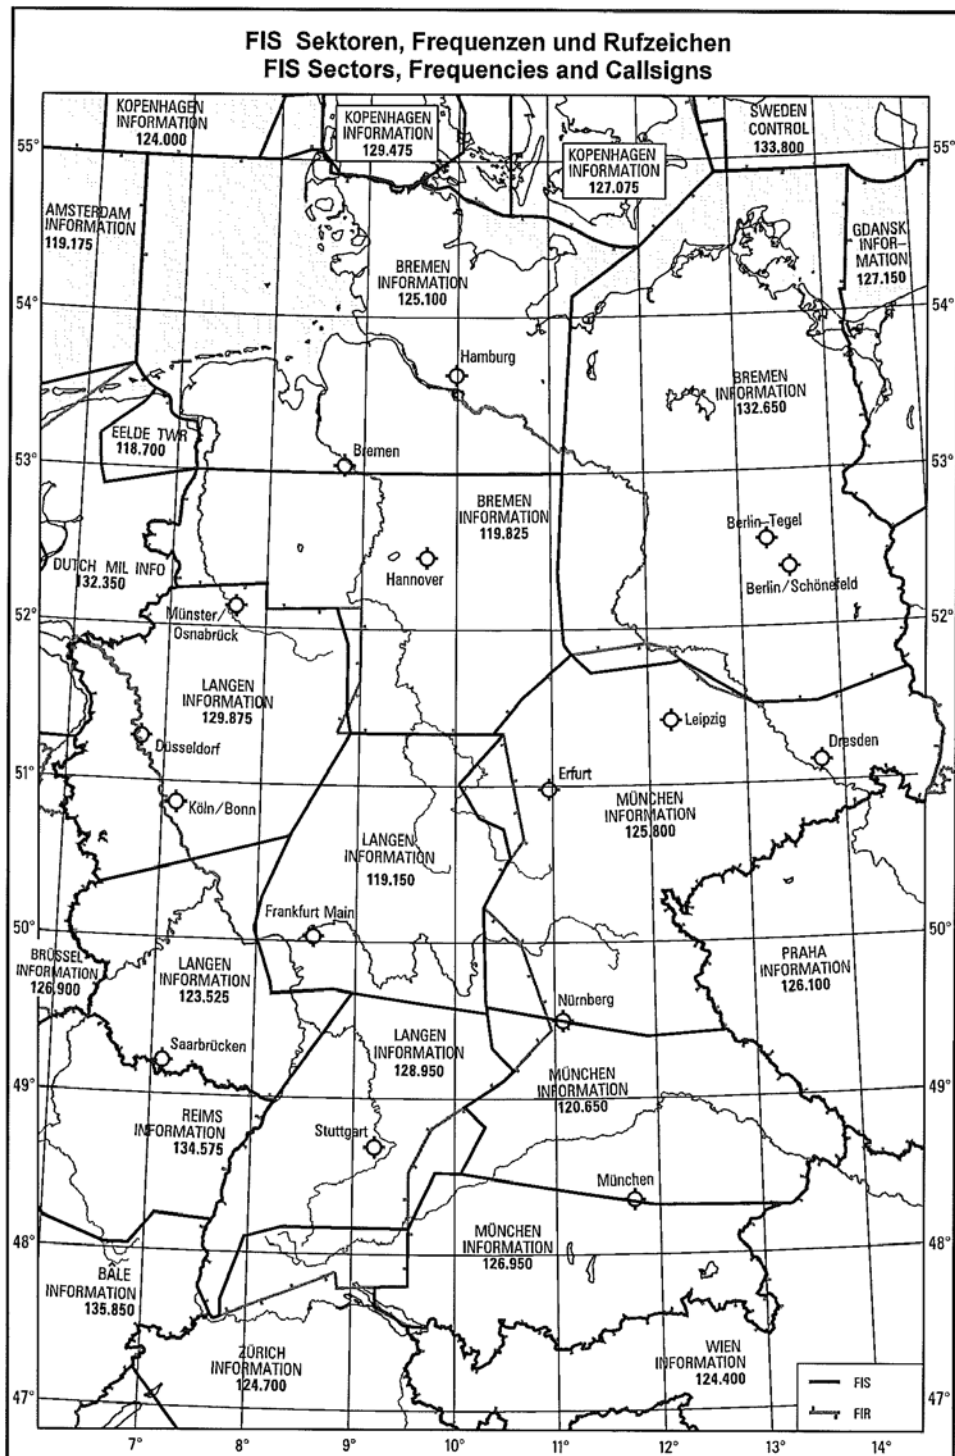 FIS Sektoren, Frequenzen und Rufzeichen
FIS Sectors, Frequencies and Callsigns
KOPENHAGEN
INFORMATION
124.000
KOPENHAGEN
INFORMATION
129.475
KOPENHAGEN
INFORMATION
127.075
SWEDEN
CONTROL
133.800
55°
55°
AMSTERDAM
INFORMATION
119.175
BREMEN
INFORMATION
125.100
GDANSK
INFOR–
MATION
127.150
54°
54°
Hamburg
BREMEN
INFORMATION
132.650
EELDE TWR
118.700
Bremen
53°
53°
BREMEN
INFORMATION
119.825
Berlin–Tegel
DUTCH MIL INFO
132.350
Hannover
Berlin/Schönefeld
52°
52°
Münster/
Osnabrück
LANGEN
INFORMATION
129.875
Leipzig
Düsseldorf
Dresden
51°
51°
Erfurt
Köln/Bonn
MÜNCHEN
INFORMATION
125.800
LANGEN
INFORMATION
119.150
Frankfurt Main
50°
50°
BRÜSSEL
INFORMATION
126.900
LANGEN
INFORMATION
123.525
PRAHA
INFORMATION
126.100
Nürnberg
Saarbrücken
LANGEN
INFORMATION
128.950
MÜNCHEN
INFORMATION
120.650
49°
49°
REIMS
INFORMATION
134.575
Stuttgart
München
48°
48°
MÜNCHEN
INFORMATION
126.950
BÂLE
INFORMATION
135.850
ZÜRICH
INFORMATION
124.700
WIEN
INFORMATION
124.400
47°
47°
FIS
FIR
7°
8°
9°
10°
11°
12°
13°
14°